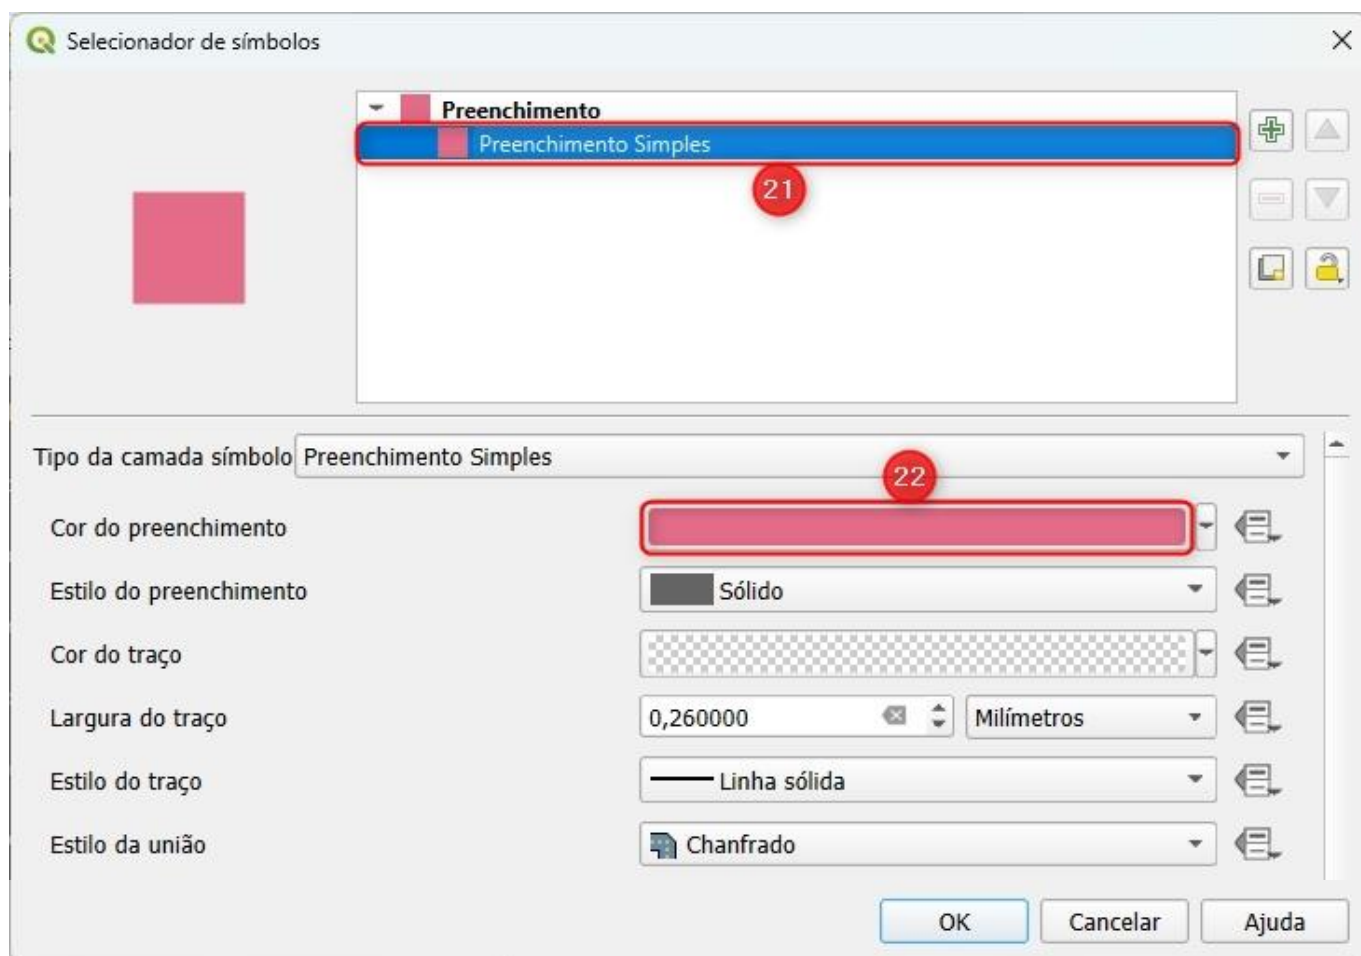 Selecionador de símbolos
Preenchimento
Preenchimento Simples
21
Tipo da camada símbolo Preenchimento Simples
22
Cor do preenchimento
Estilo do preenchimento Sólido
Cor do traço
Largura do traço 0,260000 Milímetros
Estilo do traço Linha sólida
Estilo da união Chanfrado
OK Cancelar Ajuda